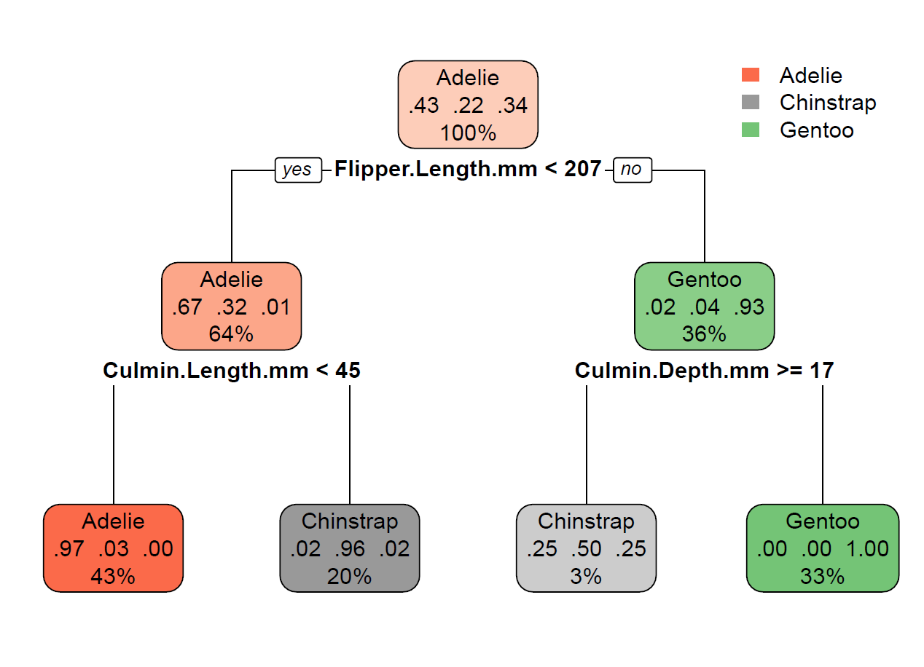 Adelie
.43 .22 .34
100%
Adelie
Chinstrap
Gentoo
yes Flipper.Length.mm < 207 no
Adelie
.67 .32 .01
64%
Gentoo
.02 .04 .93
36%
Culmin.Length.mm < 45
Culmin.Depth.mm >= 17
Adelie
.97 .03 .00
43%
Chinstrap
.02 .96 .02
20%
Chinstrap
.25 .50 .25
3%
Gentoo
.00 .00 1.00
33%